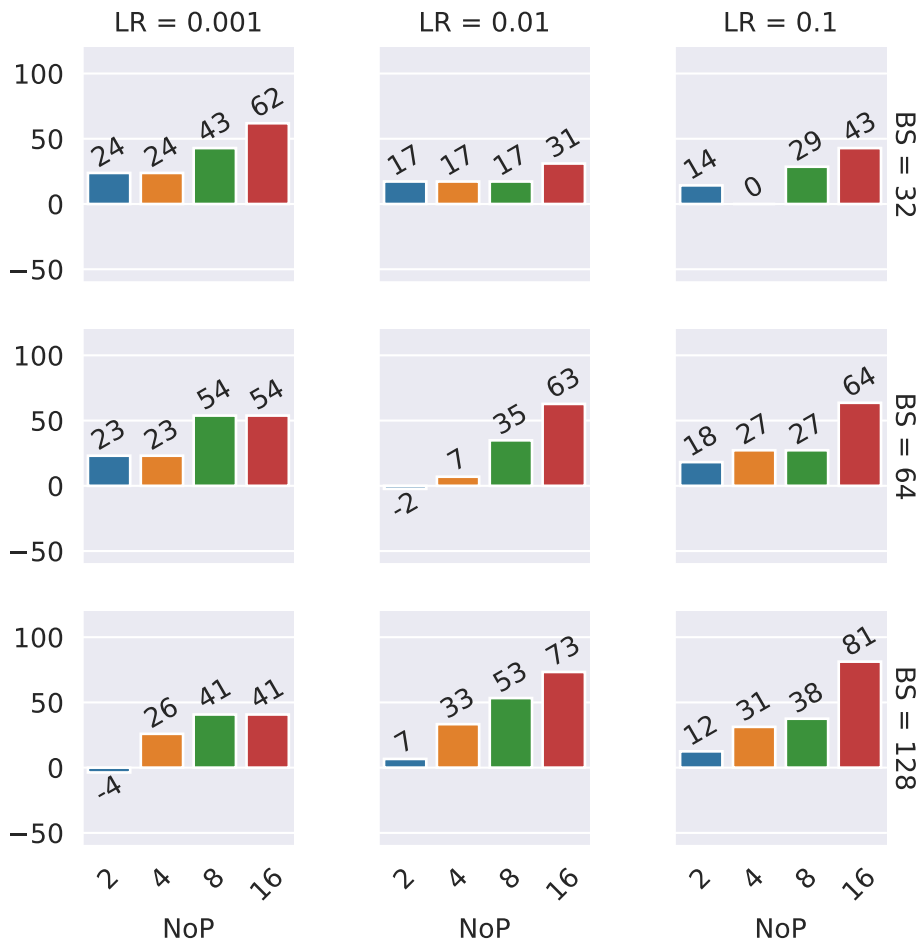 LR = 0.001 LR = 0.01 LR = 0.1
100
50
0
−50
24 24 43 62
17 17 17 31
14 0 29 43
BS = 32
100
50
0
−50
23 23 54 54
-2 7 35 63
18 27 27 64
BS = 64
100
50
0
−50
-4 26 41 41
7 33 53 73
12 31 38 81
BS = 128
2 4 8 16
2 4 8 16
2 4 8 16
NoP NoP NoP